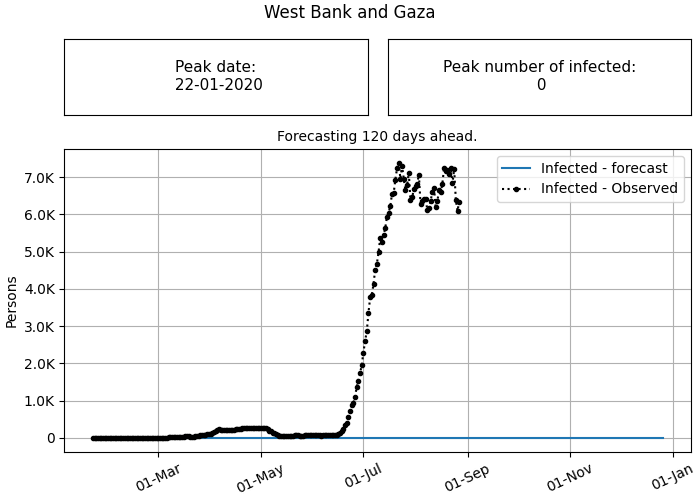 West Bank and Gaza
Peak date:
22-01-2020
Peak number of infected:
0
Forecasting 120 days ahead.
Infected - forecast
Infected - Observed
Persons
7.0K
6.0K
5.0K
4.0K
3.0K
2.0K
1.0K
0
01-Mar
01-May
01-Jul
01-Sep
01-Nov
01-Jan